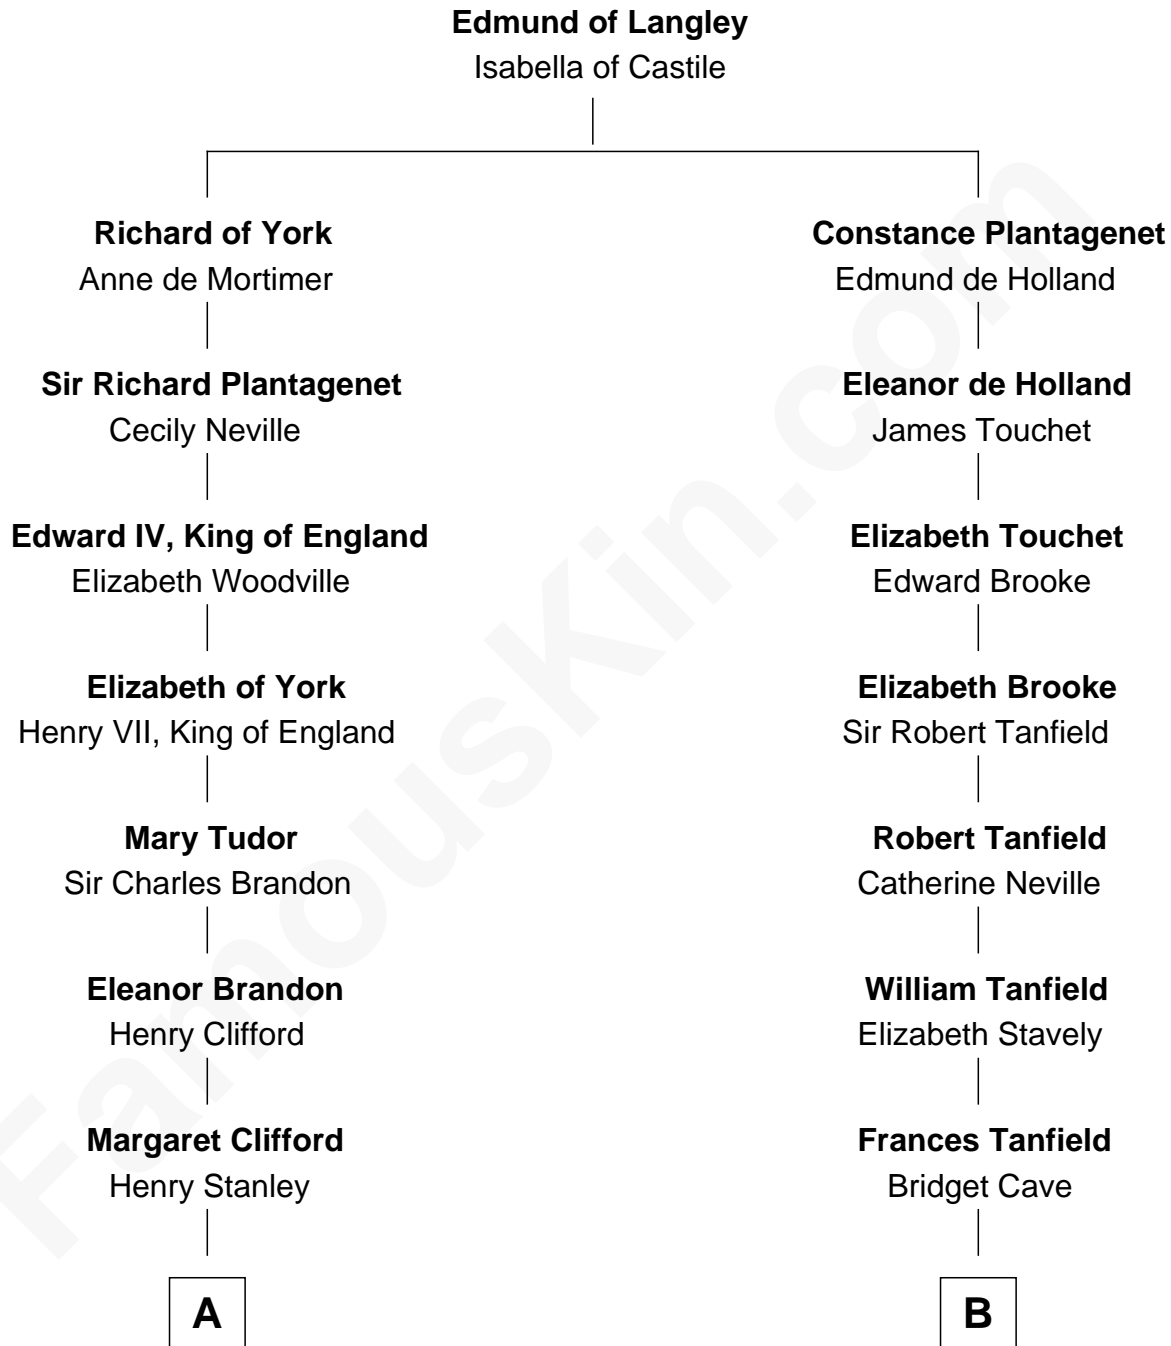 Edmund of Langley
Isabella of Castile
Richard of York
Anne de Mortimer
Sir Richard Plantagenet
Cecily Neville
Edward IV, King of England
Elizabeth Woodville
Elizabeth of York
Henry VII, King of England
Mary Tudor
Sir Charles Brandon
Eleanor Brandon
Henry Clifford
Margaret Clifford
Henry Stanley
A
Constance Plantagenet
Edmund de Holland
Eleanor de Holland
James Touchet
Elizabeth Touchet
Edward Brooke
Elizabeth Brooke
Sir Robert Tanfield
Robert Tanfield
Catherine Neville
William Tanfield
Elizabeth Stavely
Frances Tanfield
Bridget Cave
B
FamousKin.com